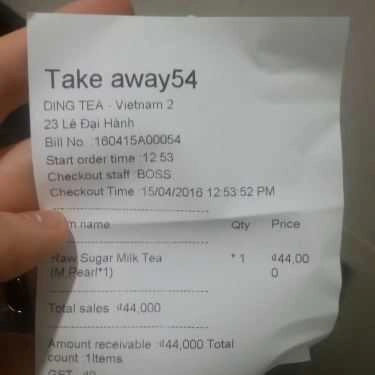 Take away54
DING TEA - Vietnam 2
23 Lê Đại Hành
Bill No. :160415A00054
Start order time :12:53
Checkout staff :BOSS
Checkout Time :15/04/2016 12:53:52 PM
name Qty Price
Raw Sugar Milk Tea * 1 ₫44,00
(M,Pearl*1) 0
Total sales ₫44,000
Amount receivable :₫44,000 Total
count :1Items